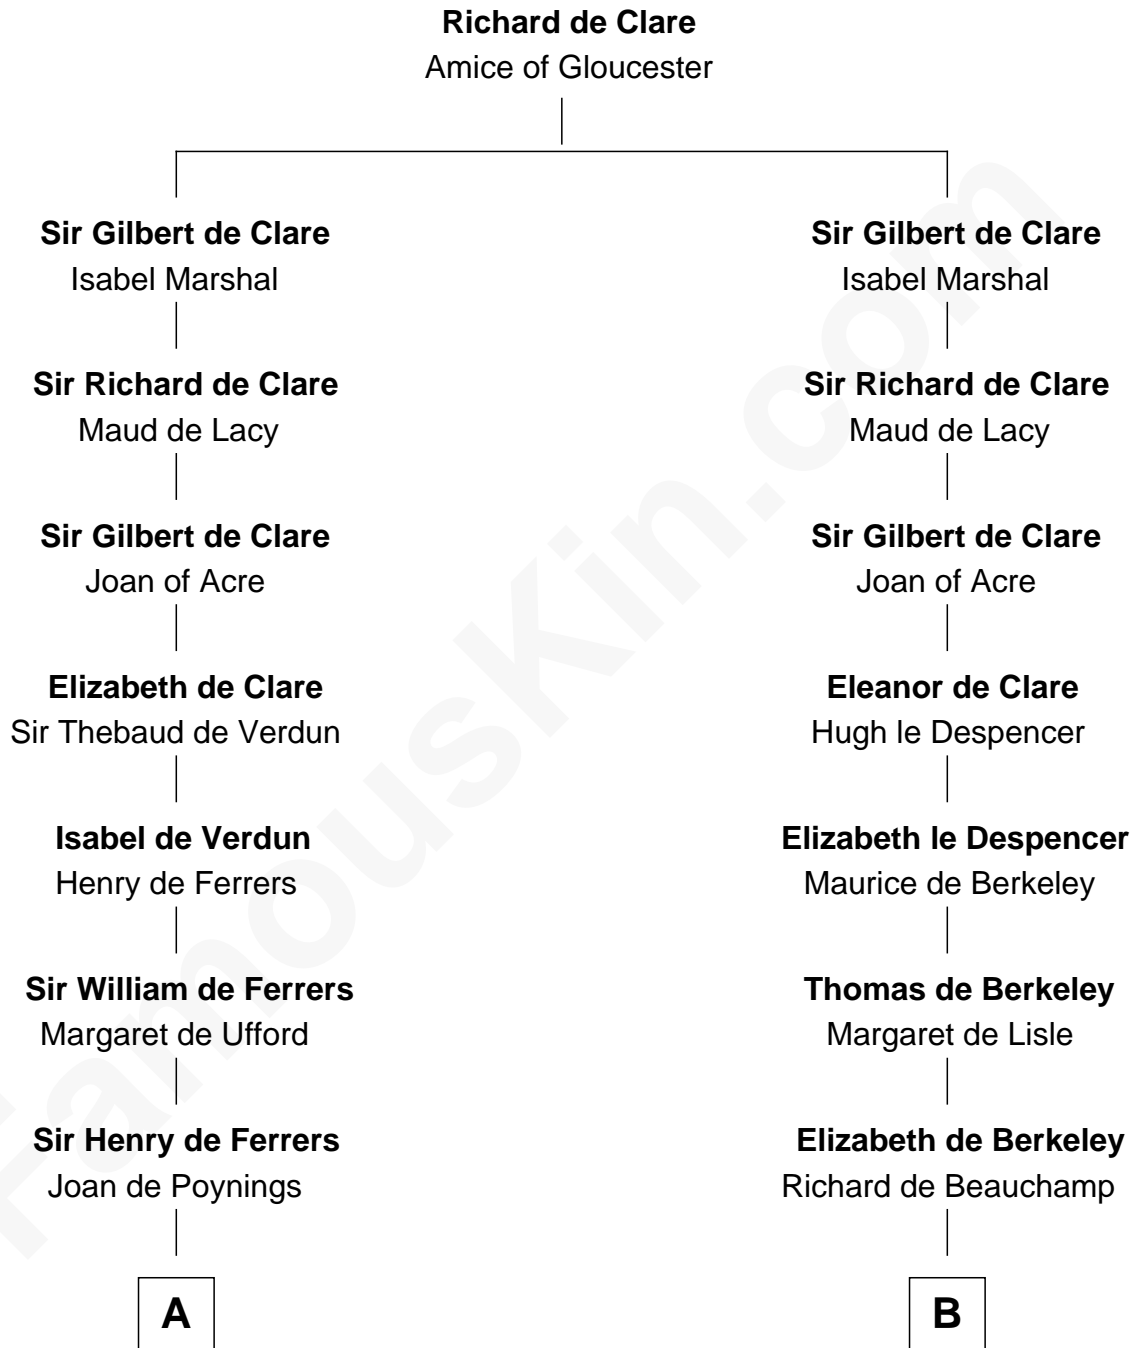 Richard de Clare
Amice of Gloucester
Sir Gilbert de Clare
Isabel Marshal
Sir Richard de Clare
Maud de Lacy
Sir Gilbert de Clare
Joan of Acre
Elizabeth de Clare
Sir Thebaud de Verdun
Isabel de Verdun
Henry de Ferrers
Sir William de Ferrers
Margaret de Ufford
Sir Henry de Ferrers
Joan de Poynings
A
Sir Gilbert de Clare
Isabel Marshal
Sir Richard de Clare
Maud de Lacy
Sir Gilbert de Clare
Joan of Acre
Eleanor de Clare
Hugh le Despencer
Elizabeth le Despencer
Maurice de Berkeley
Thomas de Berkeley
Margaret de Lisle
Elizabeth de Berkeley
Richard de Beauchamp
B
FamousKin.com